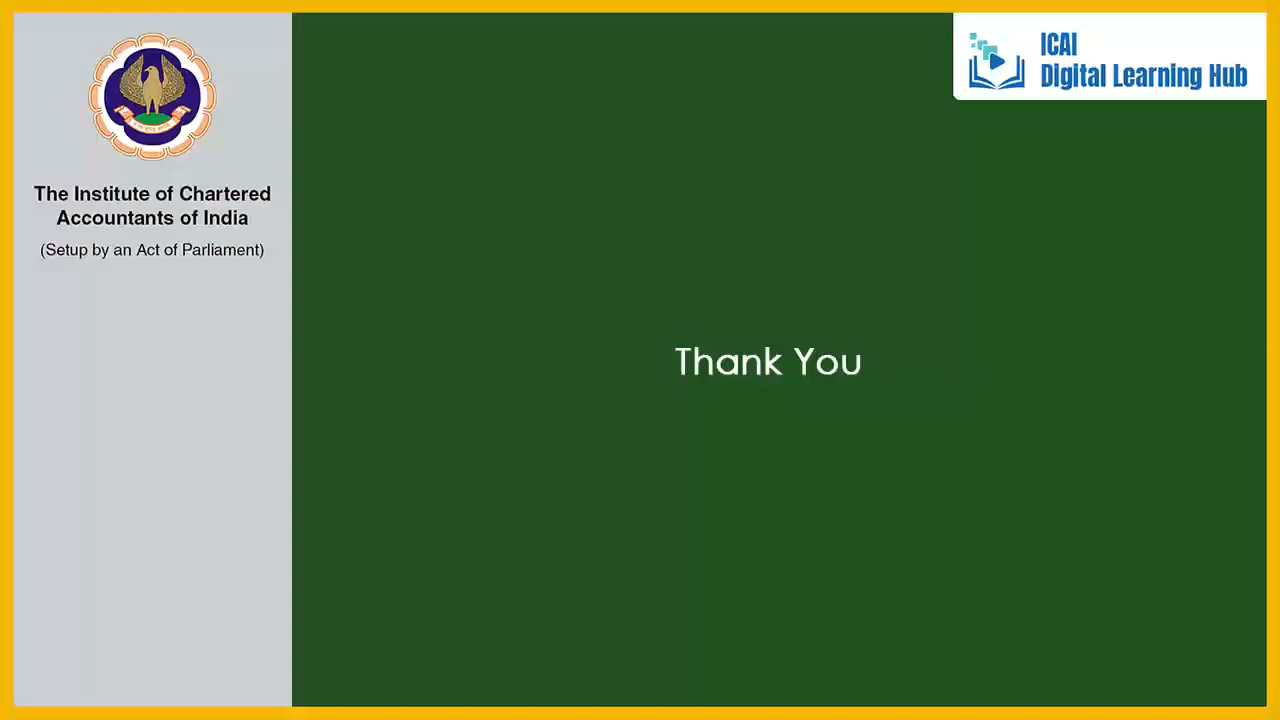 The Institute of Chartered
Accountants of India
(Setup by an Act of Parliament)
ICAI
Digital Learning Hub
Thank You